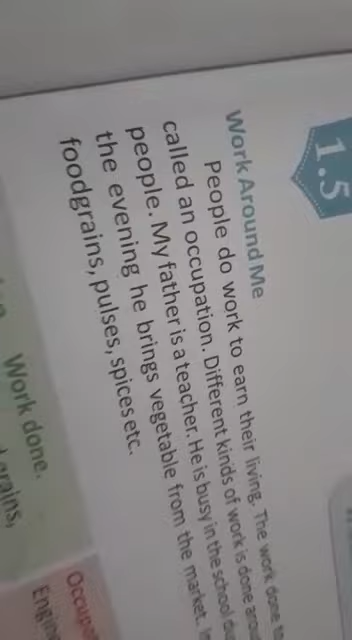 1.5
Work Around Me
People do work to earn their living. The work done
called an occupation. Different kinds of work is done
people. My father is a teacher. He is busy in the school
the evening he brings vegetable from the market.
foodgrains, pulses, spices etc.
Work done.